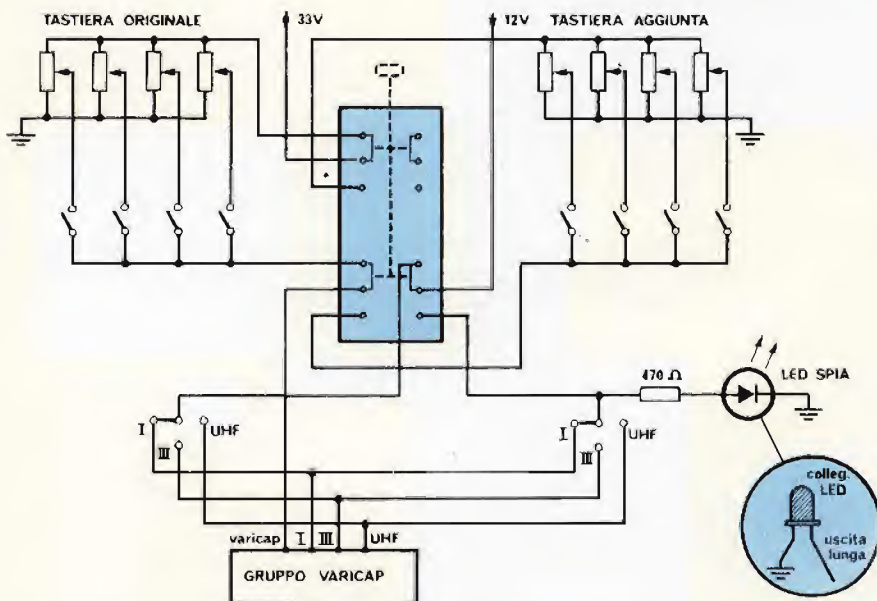 TASTIERA ORIGINALE
33V
12V
TASTIERA AGGIUNTA
470 Ω
LED SPIA
I
III
UHF
I
III
UHF
colleg.
LED
uscita
lunga
varicap
I
III
UHF
GRUPPO VARICAP